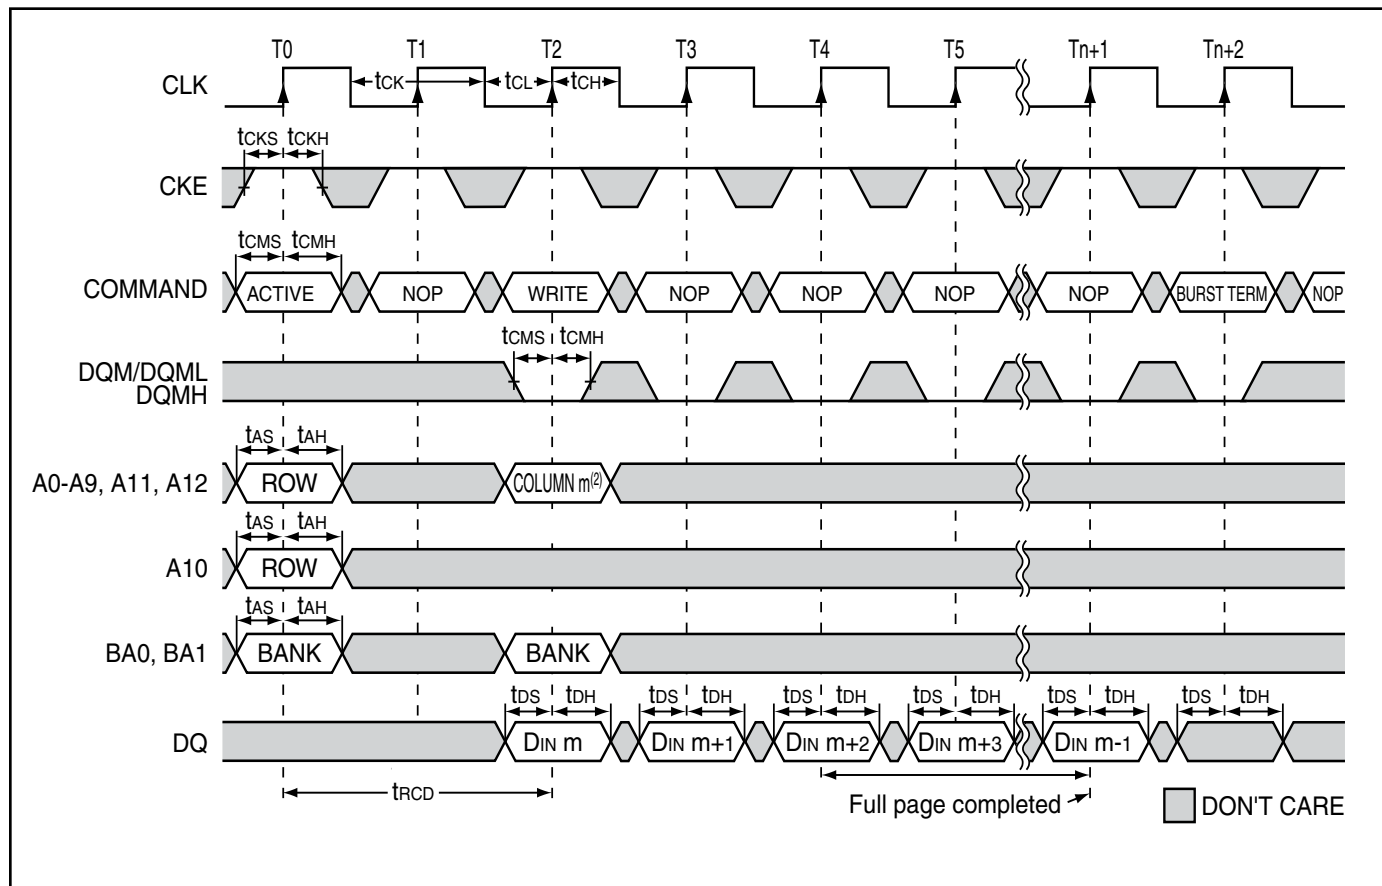 T0 T1 T2 T3 T4 T5 Tn+1 Tn+2
CLK tCK tCL tCH
tCKS tCKH
CKE
tCMS tCMH
COMMAND ACTIVE NOP WRITE NOP NOP NOP NOP BURST TERM NOP
tCMS tCMH
DQM/DQML
DQMH
tAS tAH
A0-A9, A11, A12 ROW COLUMN m(2)
tAS tAH
A10 ROW
tAS tAH
BA0, BA1 BANK BANK
tDS tDH tDS tDH tDS tDH tDS tDH tDS tDH tDS tDH
DQ DIN m DIN m+1 DIN m+2 DIN m+3 DIN m-1
tRCD
Full page completed
DON'T CARE